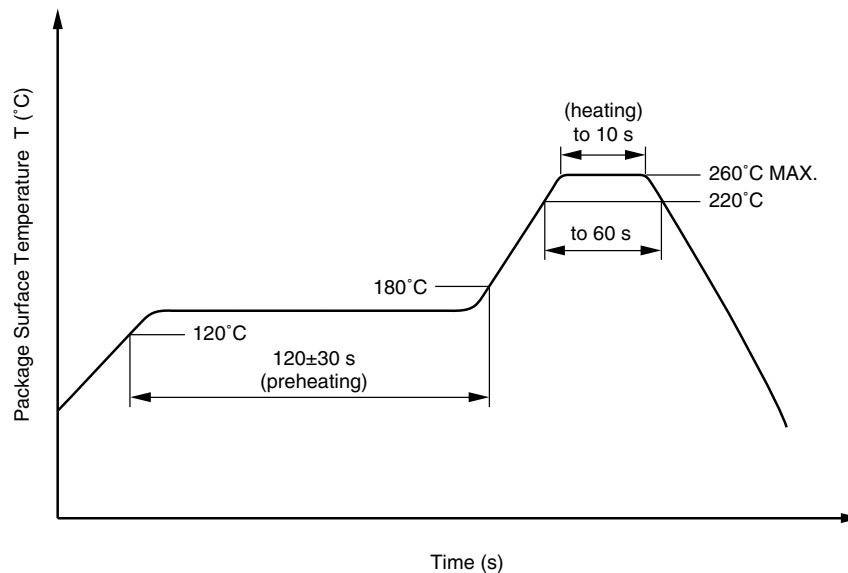 Package Surface Temperature T (˚C)
(heating)
to 10 s
260˚C MAX.
220˚C
to 60 s
180˚C
120˚C
120±30 s
(preheating)
Time (s)